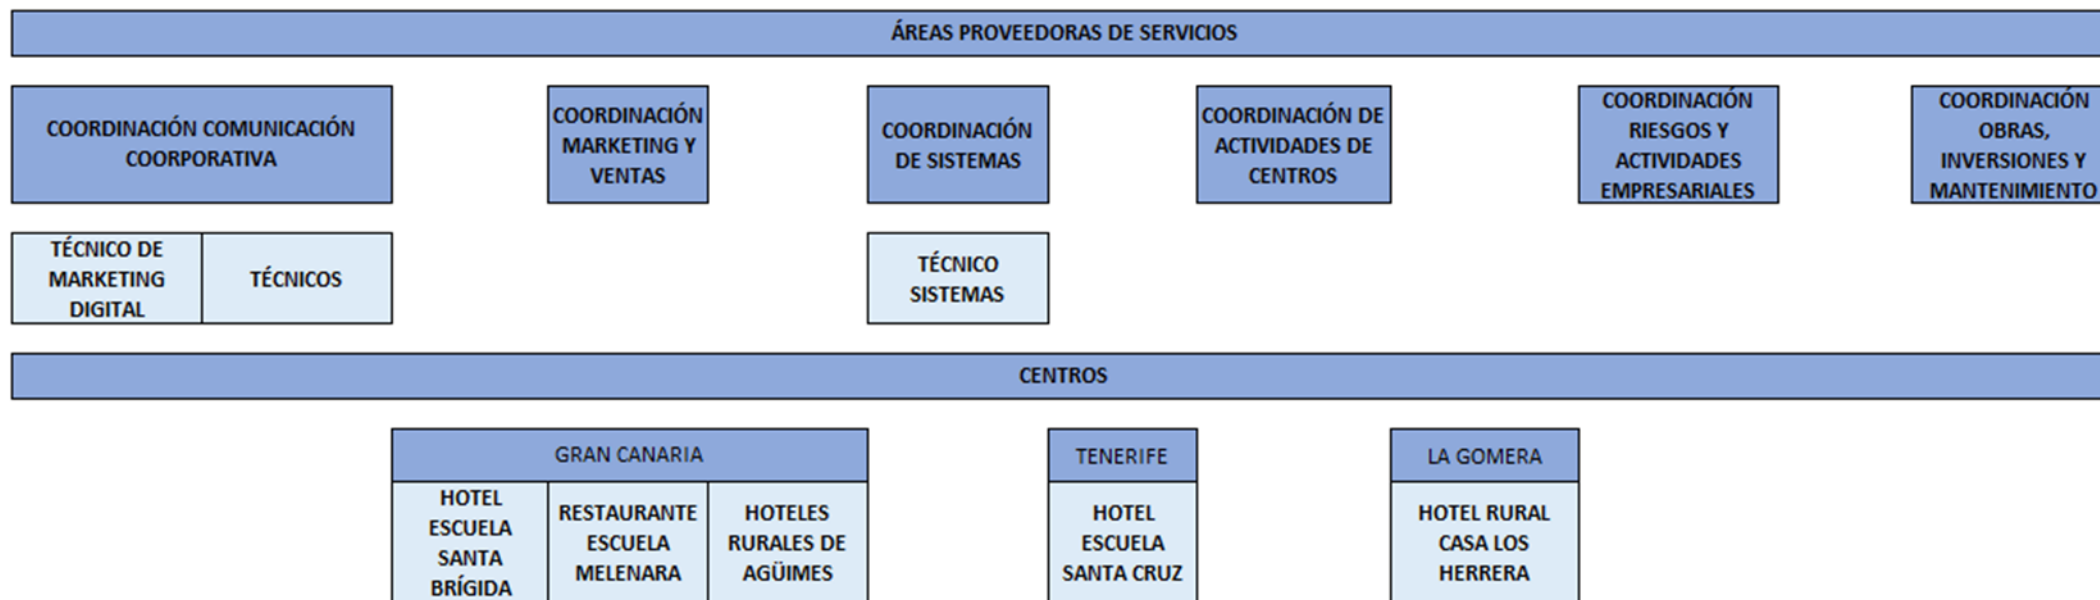 ÁREAS PROVEEDORAS DE SERVICIOS
COORDINACIÓN COMUNICACIÓN
COORPORATIVA
COORDINACIÓN
MARKETING Y
VENTAS
COORDINACIÓN
DE SISTEMAS
COORDINACIÓN DE
ACTIVIDADES DE
CENTROS
COORDINACIÓN
RIESGOS Y
ACTIVIDADES
EMPRESARIALES
COORDINACIÓN
OBRAS,
INVERSIONES Y
MANTENIMIENTO
TÉCNICO DE
MARKETING
DIGITAL
TÉCNICOS
TÉCNICO
SISTEMAS
CENTROS
GRAN CANARIA
HOTEL
ESCUELA
SANTA
BRÍGIDA
RESTAURANTE
ESCUELA
MELENARA
HOTELES
RURALES DE
AGÜIMES
TENERIFE
HOTEL
ESCUELA
SANTA CRUZ
LA GOMERA
HOTEL RURAL
CASA LOS
HERRERA